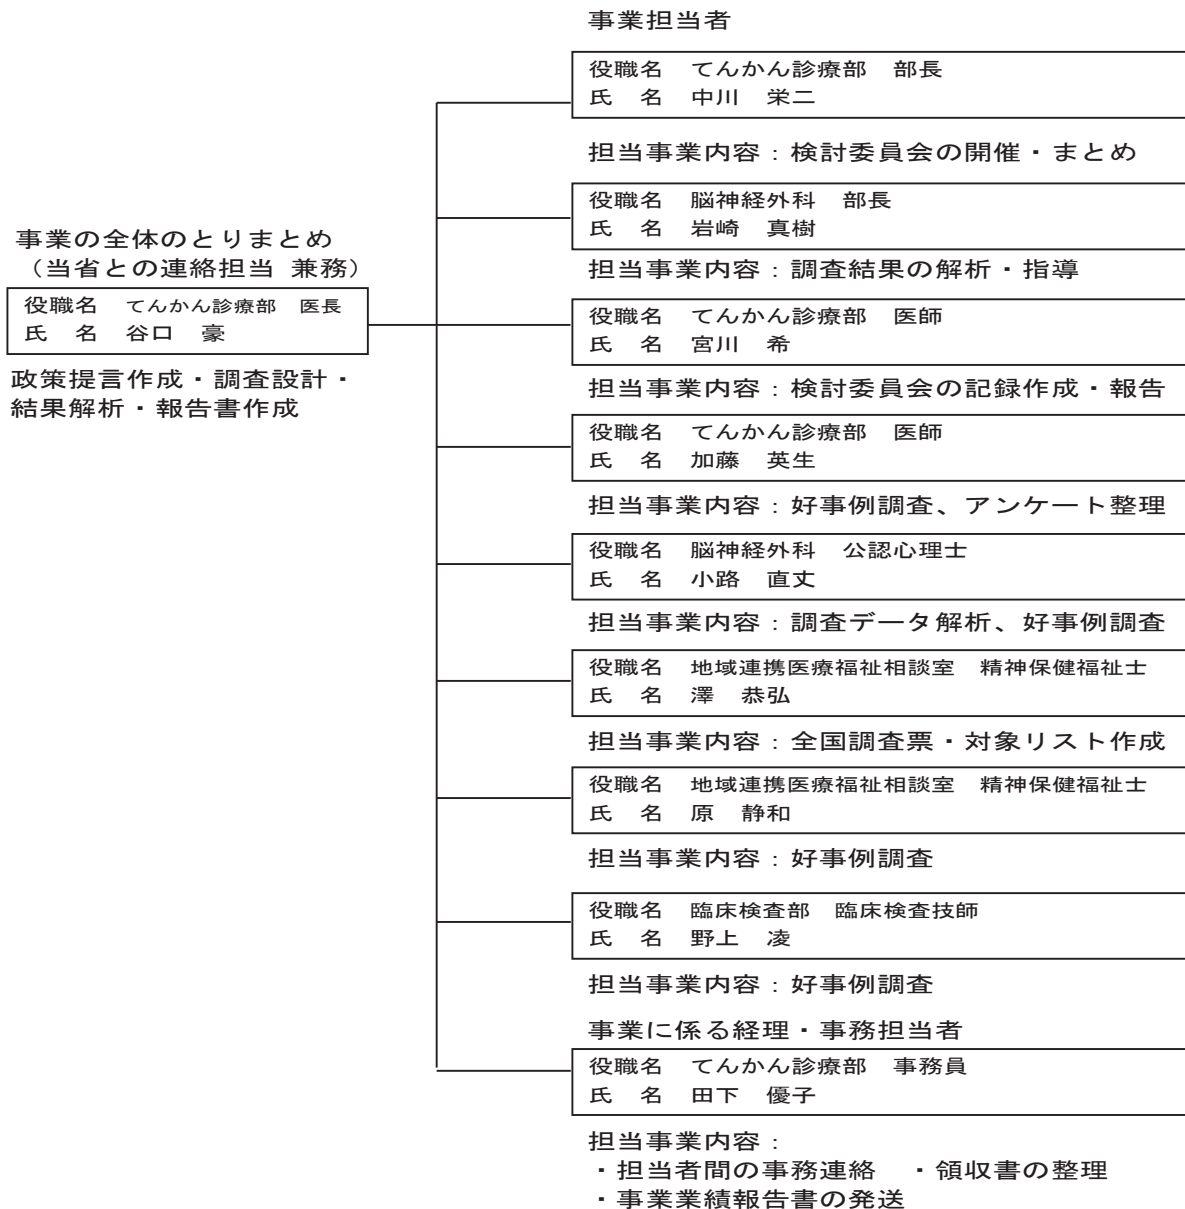 事業の全体のとりまとめ
（当省との連絡担当 兼務）
役職名　てんかん診療部　医長
氏　名　谷口　豪
政策提言作成・調査設計・
結果解析・報告書作成
事業担当者
役職名　てんかん診療部　部長
氏　名　中川　栄二
担当事業内容：検討委員会の開催・まとめ
役職名　脳神経外科　部長
氏　名　岩崎　真樹
担当事業内容：調査結果の解析・指導
役職名　てんかん診療部　医師
氏　名　宮川　希
担当事業内容：検討委員会の記録作成・報告
役職名　てんかん診療部　医師
氏　名　加藤　英生
担当事業内容：好事例調査、アンケート整理
役職名　脳神経外科　公認心理士
氏　名　小路　直丈
担当事業内容：調査データ解析、好事例調査
役職名　地域連携医療福祉相談室　精神保健福祉士
氏　名　澤　恭弘
担当事業内容：全国調査票・対象リスト作成
役職名　地域連携医療福祉相談室　精神保健福祉士
氏　名　原　静和
担当事業内容：好事例調査
役職名　臨床検査部　臨床検査技師
氏　名　野上　凌
担当事業内容：好事例調査
事業に係る経理・事務担当者
役職名　てんかん診療部　事務員
氏　名　田下　優子
担当事業内容：
・担当者間の事務連絡　・領収書の整理
・事業業績報告書の発送